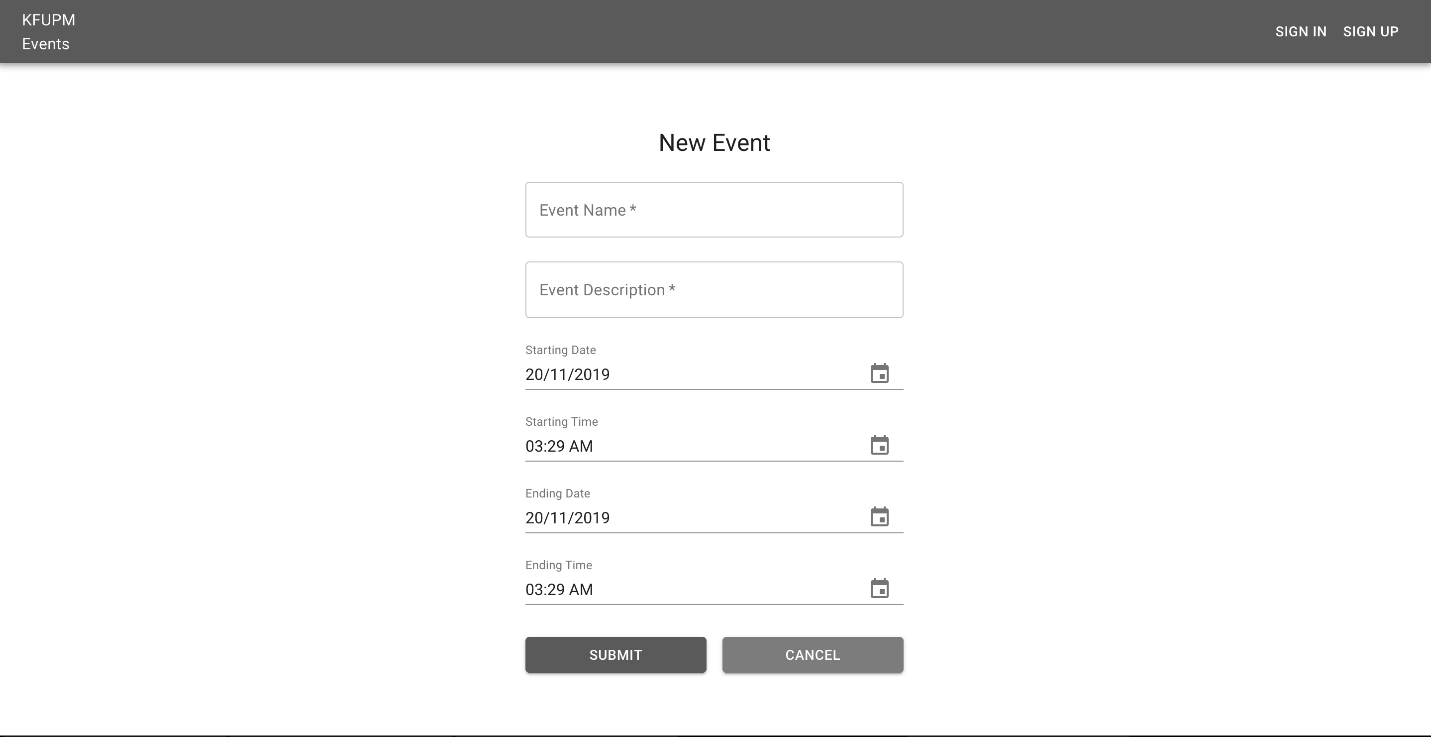 KFUPM
Events
SIGN IN
SIGN UP
New Event
Event Name *
Event Description *
Starting Date
20/11/2019
Starting Time
03:29 AM
Ending Date
20/11/2019
Ending Time
03:29 AM
SUBMIT
CANCEL